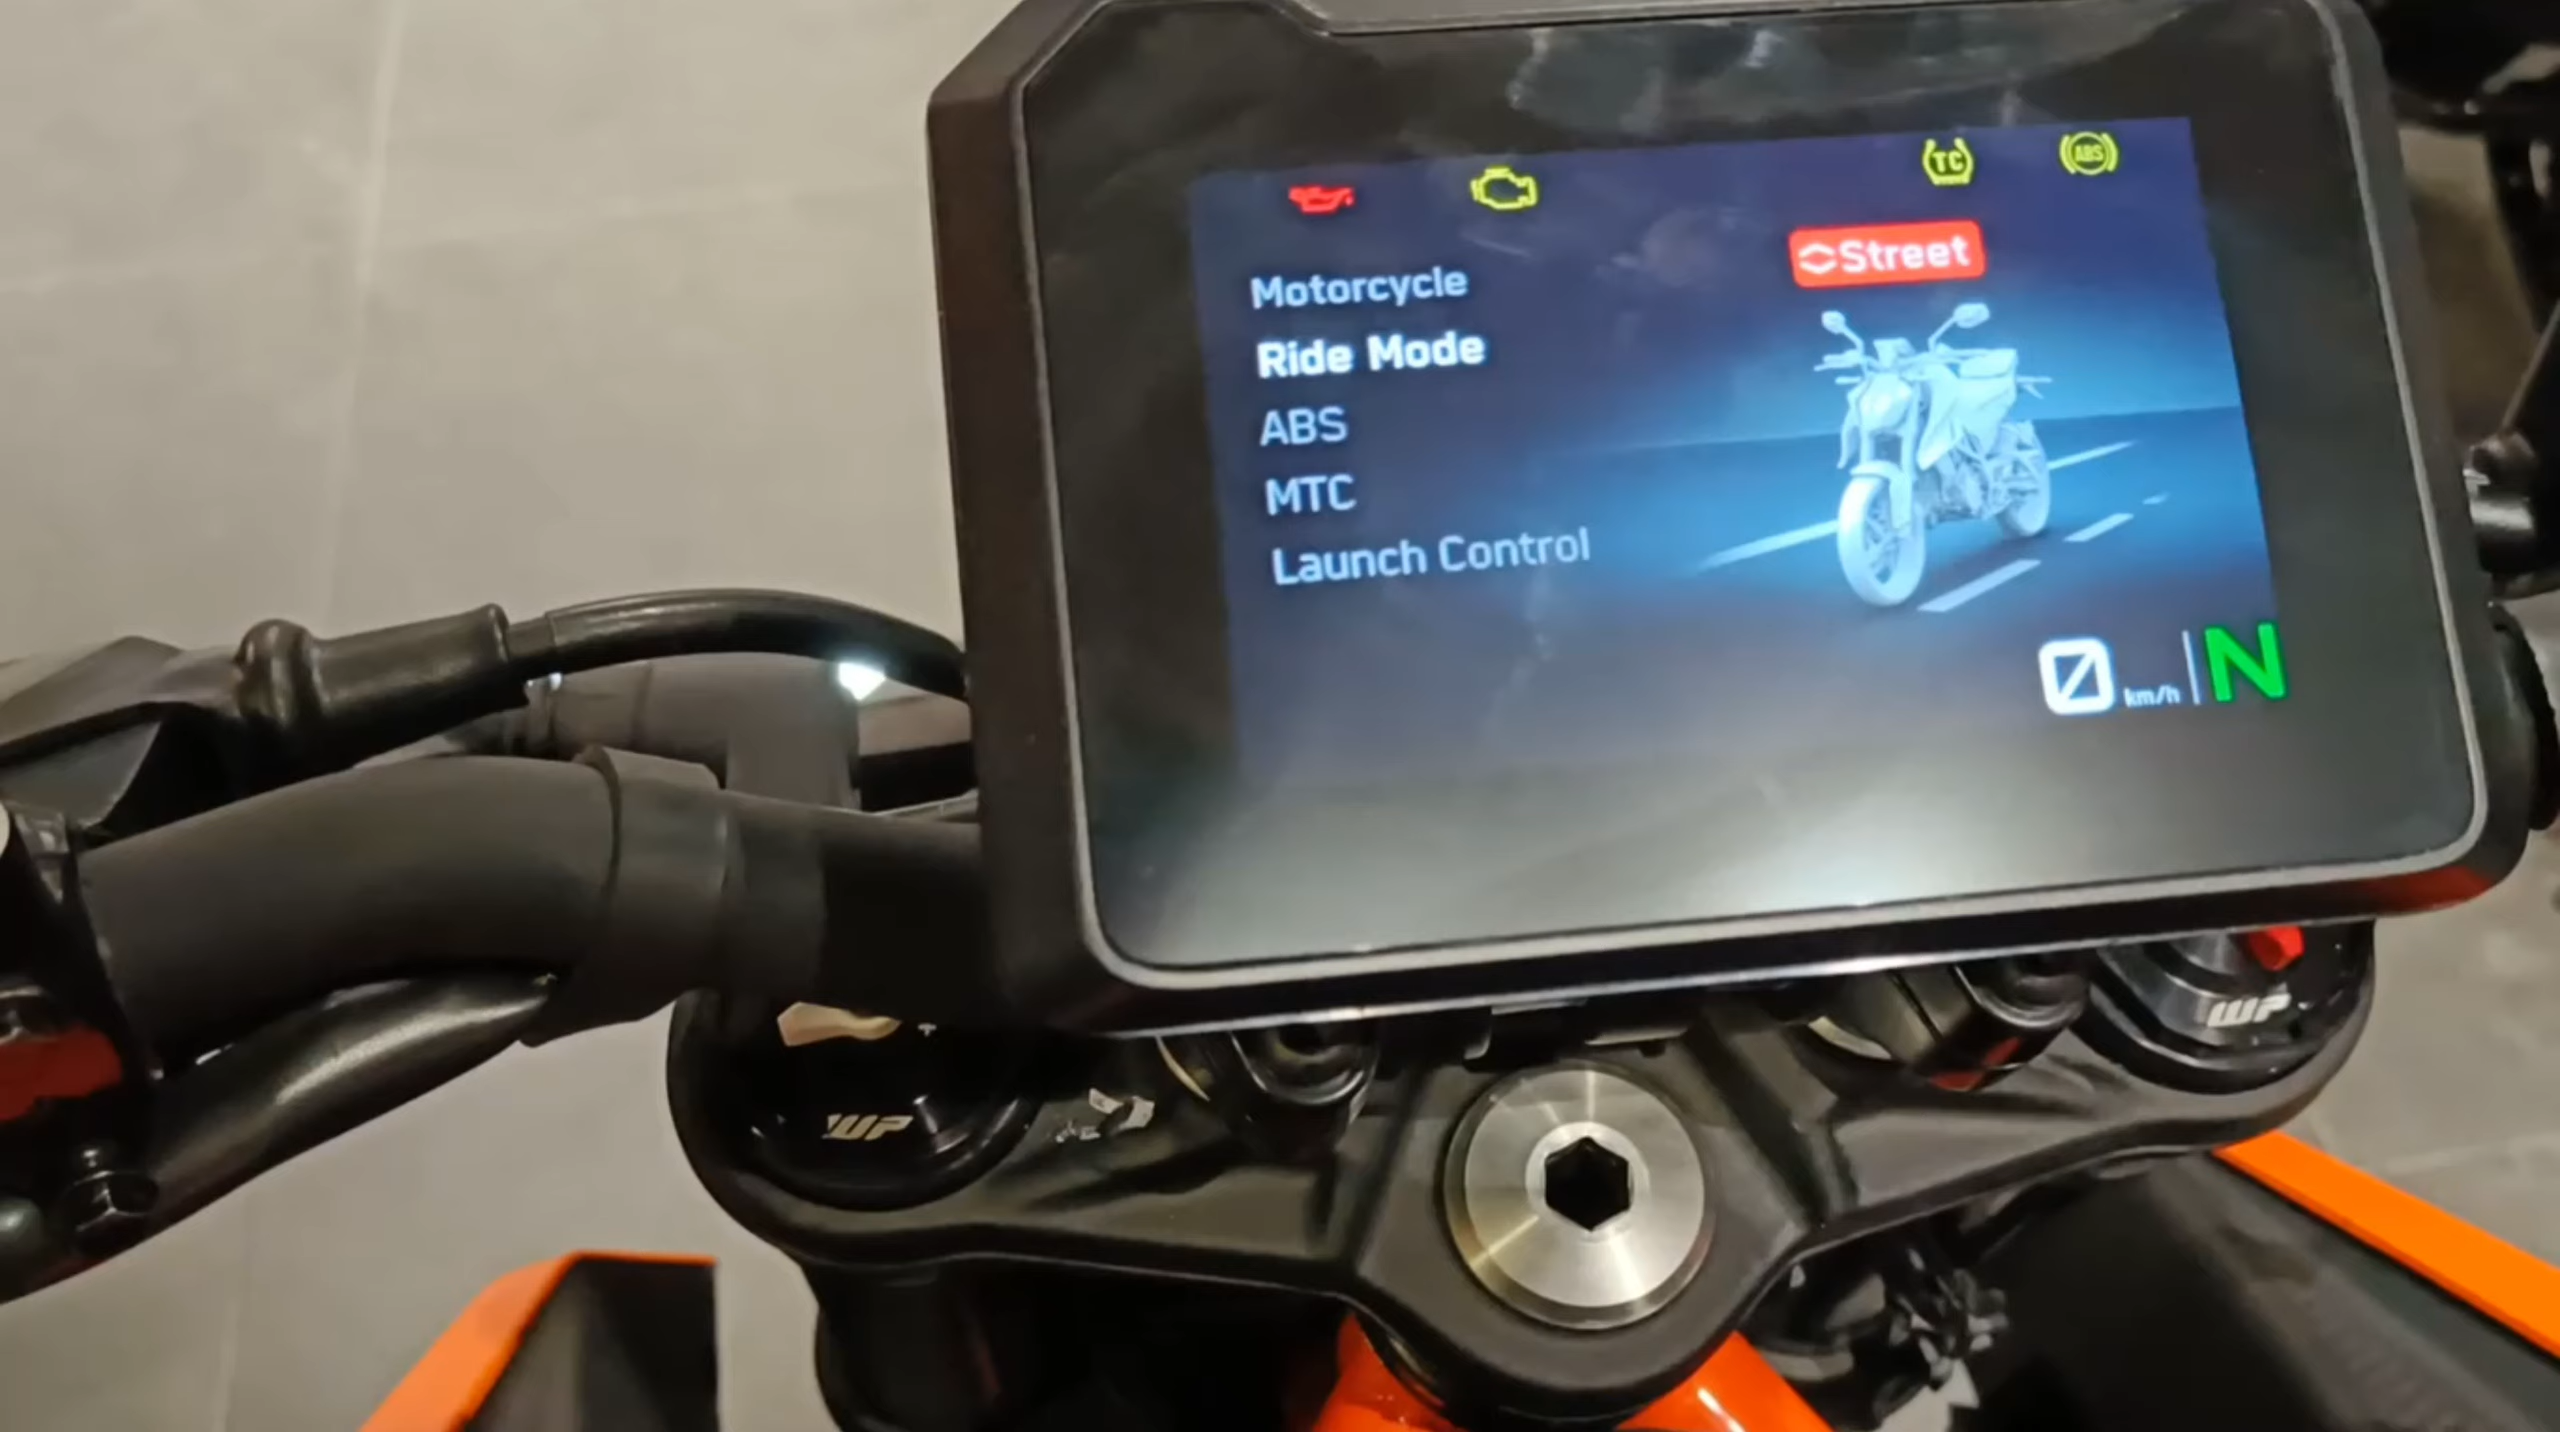 TC
ABS
Street
Motorcycle
Ride Mode
ABS
MTC
Launch Control
0 km/h | N
WP
WP